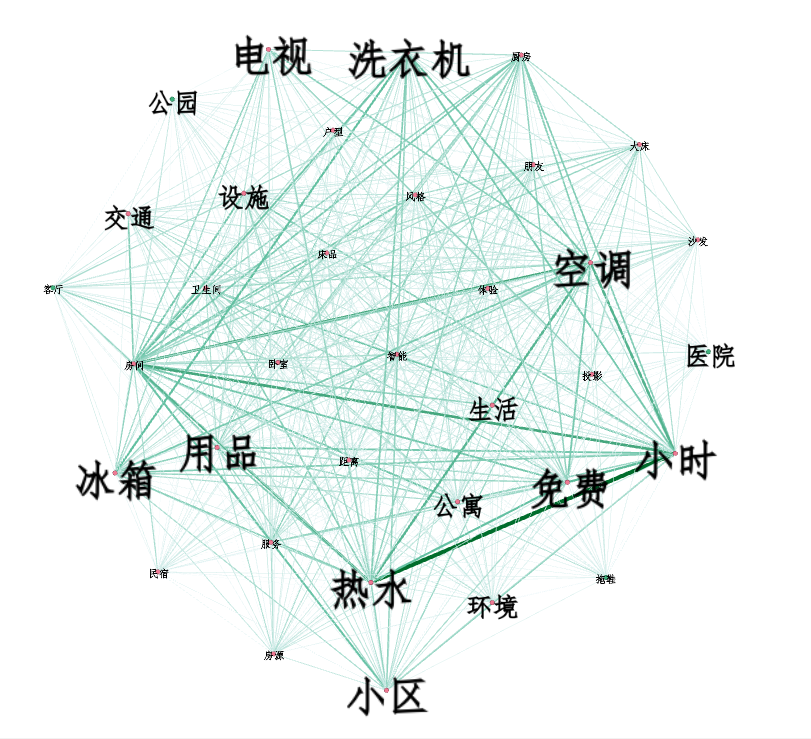 电视
洗衣机
厨房
公园
户型
大床
朋友
设施
风格
交通
沙发
床品
空调
客厅
卫生间
体验
医院
智能
房间
卧室
投影
生活
用品
小时
距离
冰箱
免费
公寓
服务
民宿
拖鞋
热水
环境
房源
小区